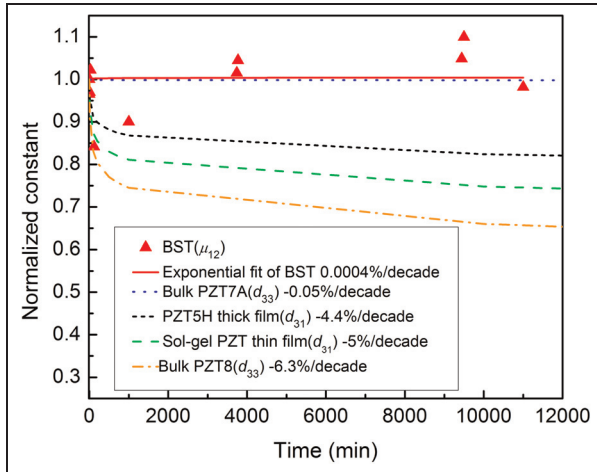 1.1
1.0
0.9
0.8
0.7
0.6
0.5
0.4
0.3
Normalized constant
BST(μ12)
Exponential fit of BST 0.0004%/decade
Bulk PZT7A(d33) -0.05%/decade
PZT5H thick film(d31) -4.4%/decade
Sol-gel PZT thin film(d31) -5%/decade
Bulk PZT8(d33) -6.3%/decade
0 2000 4000 6000 8000 10000 12000
Time (min)